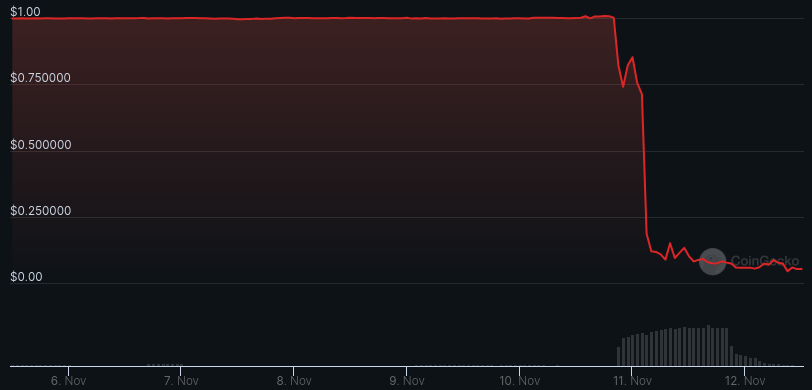 $1.00
$0.750000
$0.500000
$0.250000
$0.00
CoinGecko
6. Nov 7. Nov 8. Nov 9. Nov 10. Nov 11. Nov 12. Nov